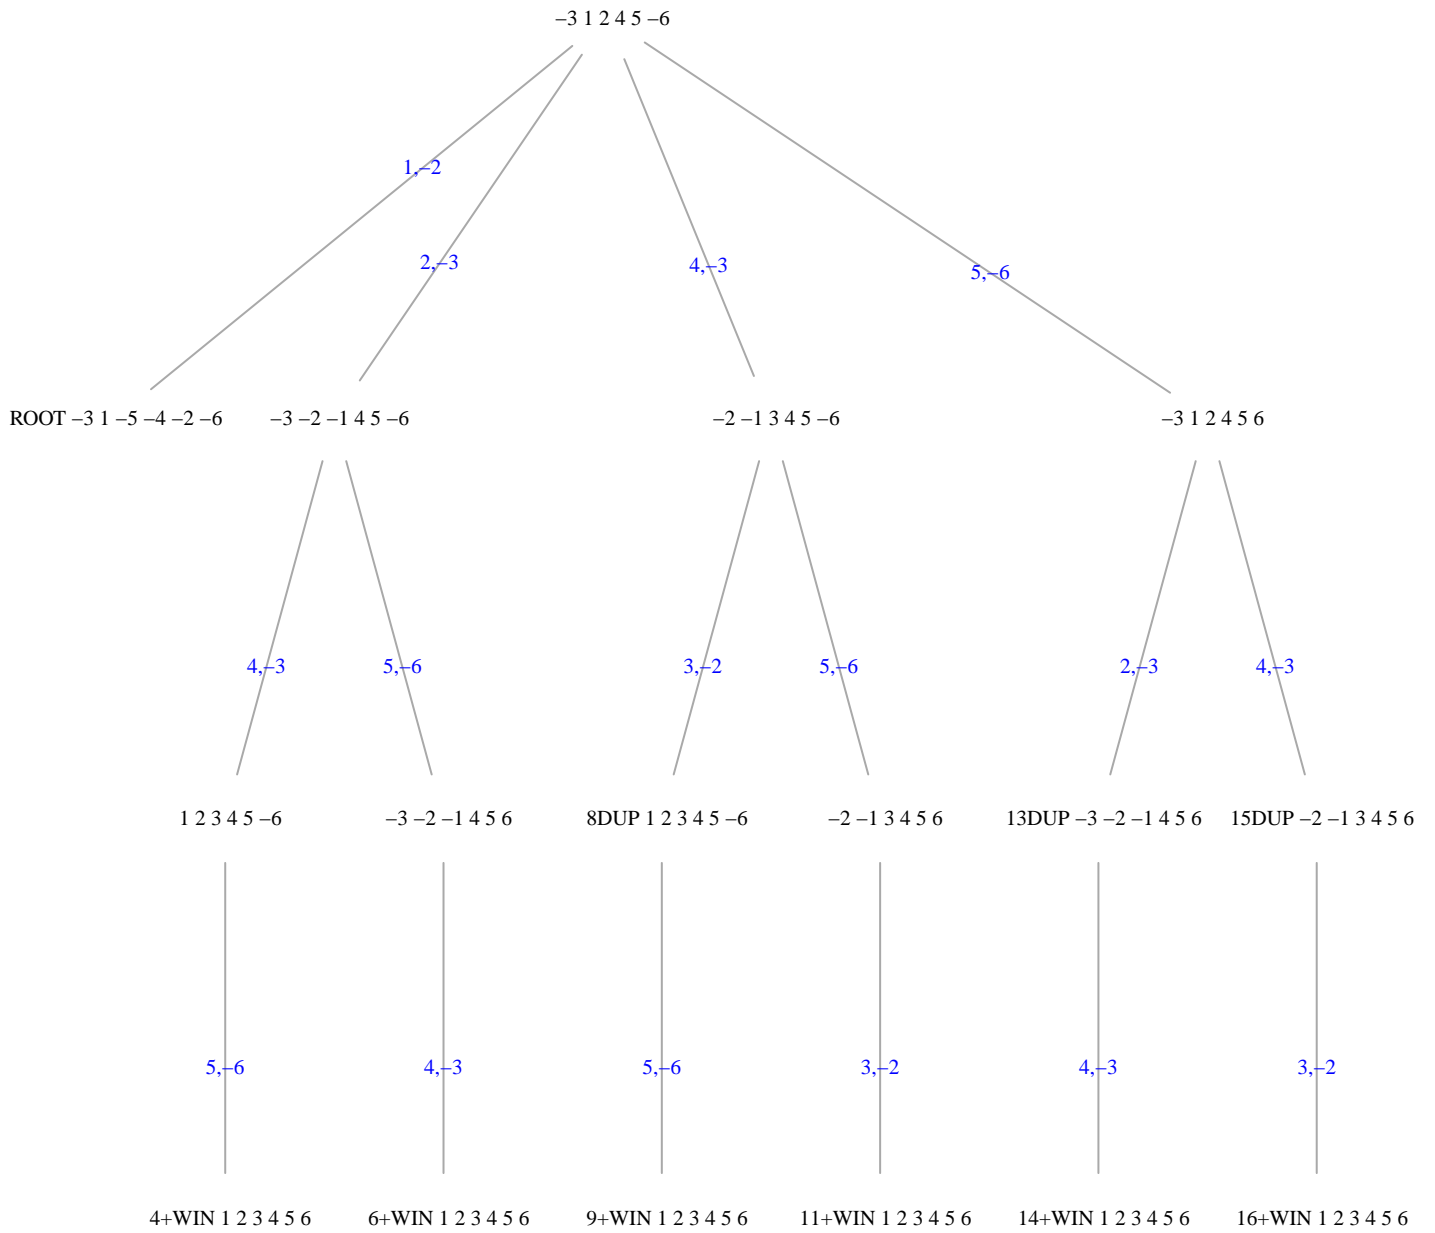 −3 1 2 4 5 −6
1,−2
2,−3
4,−3
5,−6
ROOT −3 1 −5 −4 −2 −6
−3 −2 −1 4 5 −6
−2 −1 3 4 5 −6
−3 1 2 4 5 6
4,−3
5,−6
3,−2
5,−6
2,−3
4,−3
1 2 3 4 5 −6
−3 −2 −1 4 5 6
8DUP 1 2 3 4 5 −6
−2 −1 3 4 5 6
13DUP −3 −2 −1 4 5 6
15DUP −2 −1 3 4 5 6
5,−6
4,−3
5,−6
3,−2
4,−3
3,−2
4+WIN 1 2 3 4 5 6
6+WIN 1 2 3 4 5 6
9+WIN 1 2 3 4 5 6
11+WIN 1 2 3 4 5 6
14+WIN 1 2 3 4 5 6
16+WIN 1 2 3 4 5 6